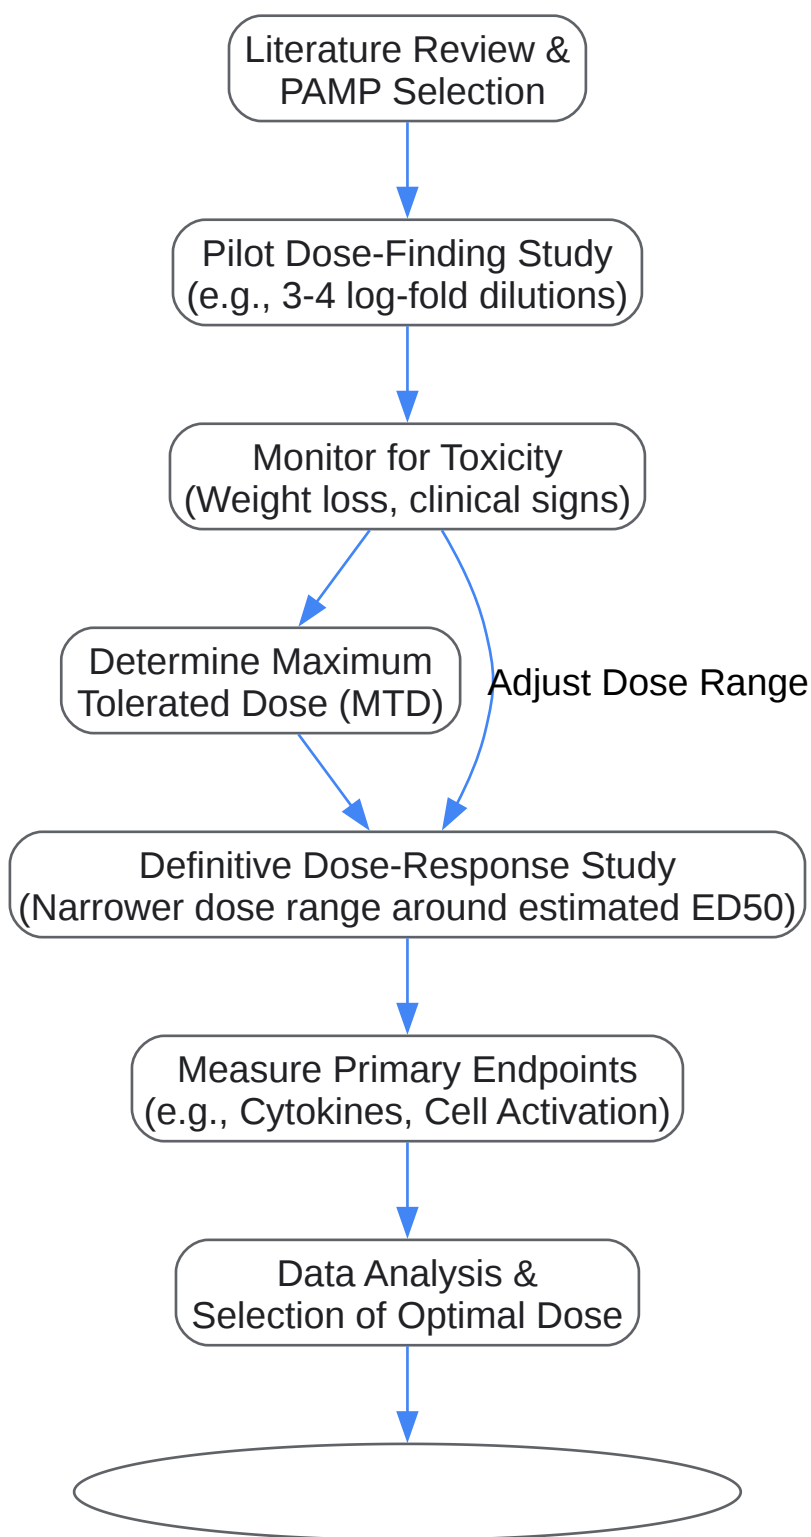 Literature Review &
PAMP Selection
Pilot Dose-Finding Study
(e.g., 3-4 log-fold dilutions)
Monitor for Toxicity
(Weight loss, clinical signs)
Determine Maximum
Tolerated Dose (MTD)
Adjust Dose Range
Definitive Dose-Response Study
(Narrower dose range around estimated ED50)
Measure Primary Endpoints
(e.g., Cytokines, Cell Activation)
Data Analysis &
Selection of Optimal Dose